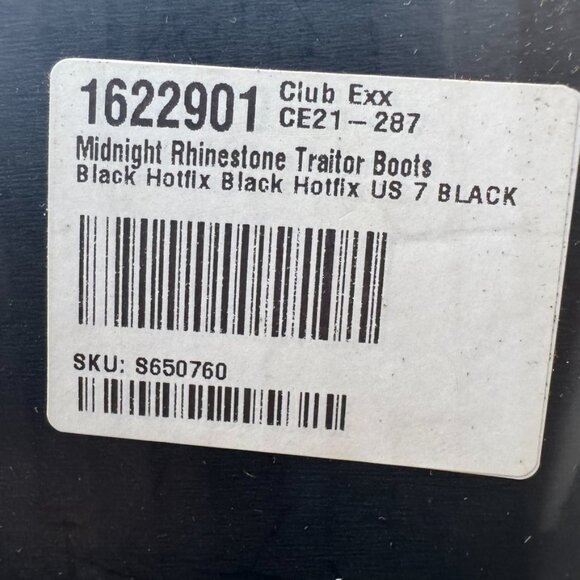 1622901 Club Exx
CE21-287
Midnight Rhinestone Traitor Boots
Black Hotfix Black Hotfix US 7 BLACK
SKU: S650760